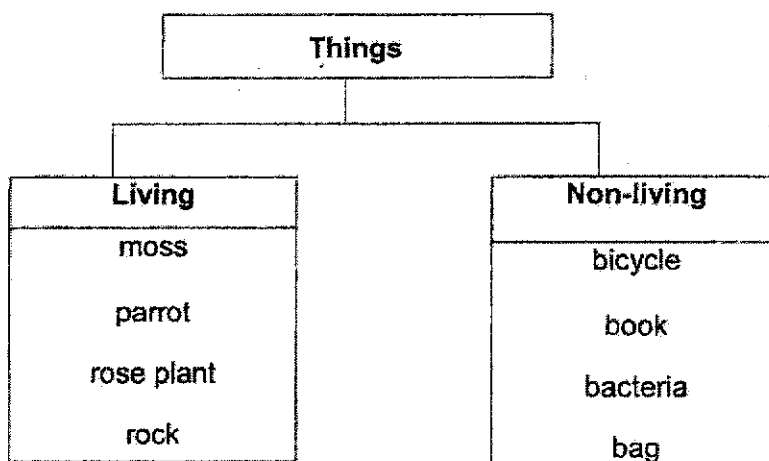 Things
Living
moss
parrot
rose plant
rock
Non-living
bicycle
book
bacteria
bag